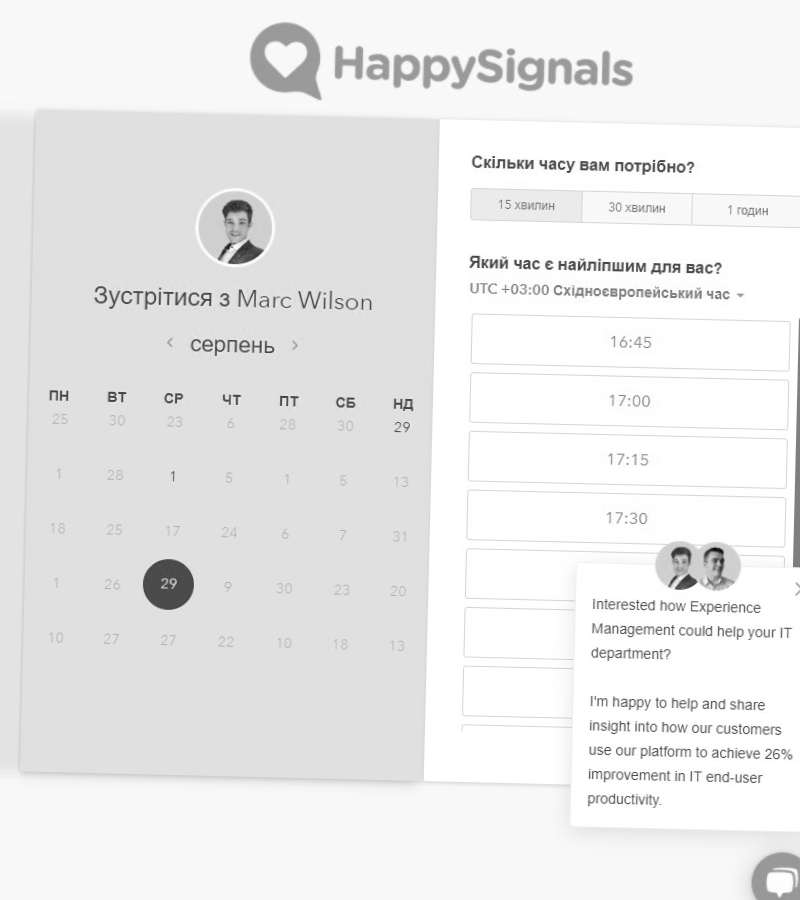 HappySignals
Зустрітися з Marc Wilson
серпень
ПН ВТ СР ЧТ ПТ СБ НД
25 30 23 6 28 30 29
1 28 1 5 1 5 13
18 25 17 24 6 7 31
1 26 29 9 30 23 20
10 27 27 22 10 18 13
Скільки часу вам потрібно?
15 хвилин 30 хвилин 1 годин
Який час є найліпшим для вас?
UTC +03:00 Східноєвропейський час
16:45
17:00
17:15
17:30
Interested how Experience
Management could help your IT
department?
I'm happy to help and share
insight into how our customers
use our platform to achieve 26%
improvement in IT end-user
productivity.